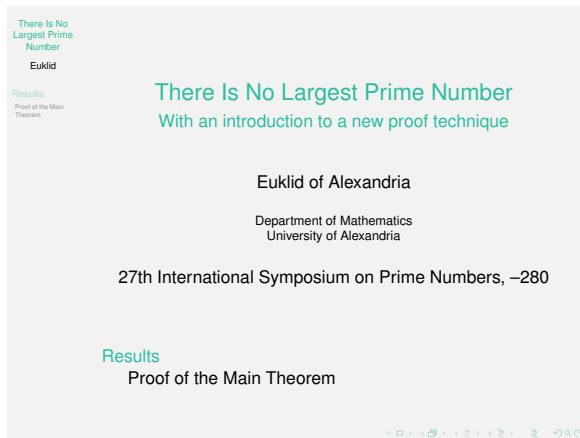 There Is No
Largest Prime
Number
Euklid
Results
Proof of the Main
Theorem
There Is No Largest Prime Number
With an introduction to a new proof technique
Euklid of Alexandria
Department of Mathematics
University of Alexandria
27th International Symposium on Prime Numbers, –280
Results
Proof of the Main Theorem